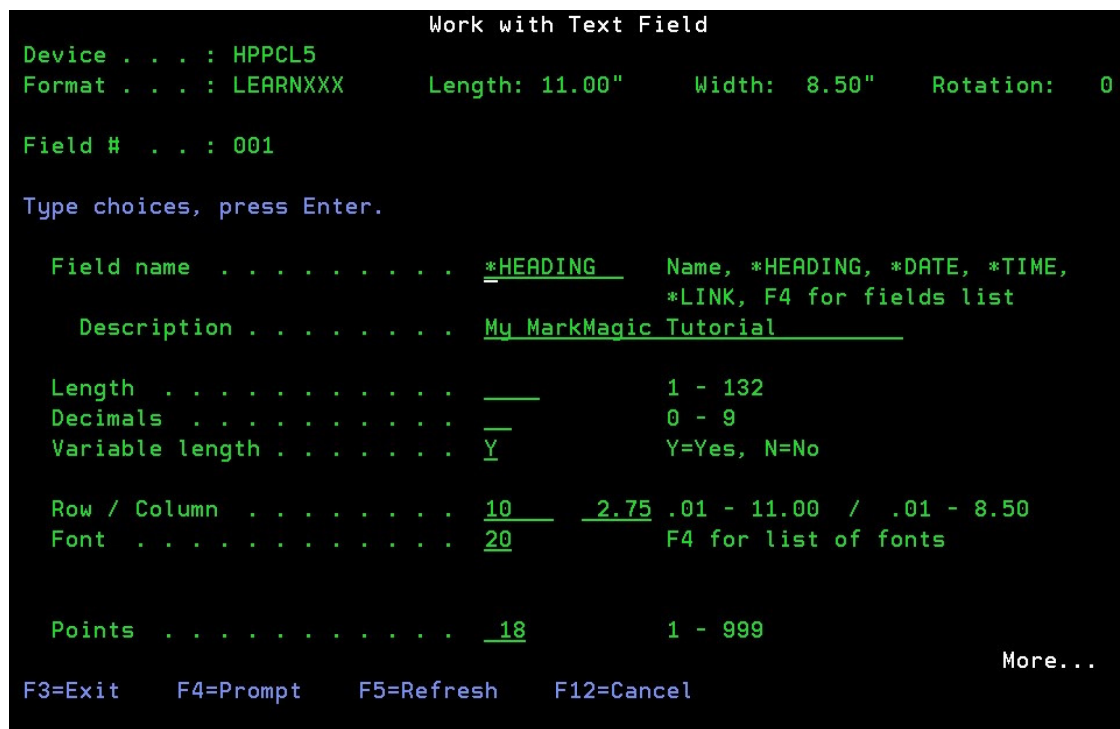 Work with Text Field
Device . . . : HPPCL5
Format . . . : LEARNXXX Length: 11.00" Width: 8.50" Rotation: 0
Field # . . : 001
Type choices, press Enter.
Field name . . . . . . . . . *HEADING Name, *HEADING, *DATE, *TIME,
*LINK, F4 for fields list
Description . . . . . . . . My MarkMagic Tutorial
Length . . . . . . . . . . . 1 - 132
Decimals . . . . . . . . . . 0 - 9
Variable length . . . . . . . Y Y=Yes, N=No
Row / Column . . . . . . . . 10 2.75 .01 - 11.00 / .01 - 8.50
Font . . . . . . . . . . . . 20 F4 for list of fonts
Points . . . . . . . . . . . 18 1 - 999
More...
F3=Exit F4=Prompt F5=Refresh F12=Cancel